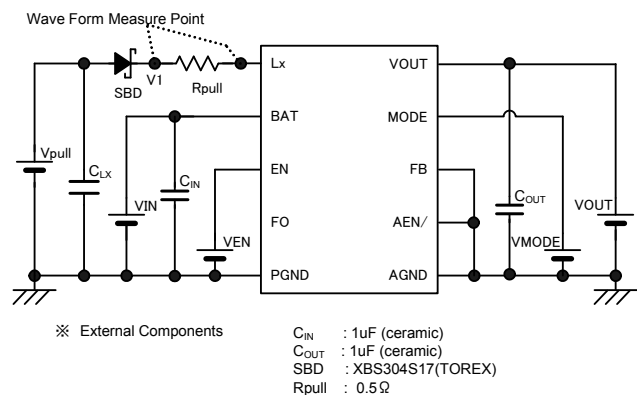 Wave Form Measure Point
Lx
VOUT
V1
SBD
Rpull
BAT
MODE
Vpull
CLX
EN
FB
CIN
VIN
COUT
VOUT
FO
AEN/
VEN
VMODE
PGND
AGND
※ External Components
CIN : 1uF (ceramic)
COUT : 1uF (ceramic)
SBD : XBS304S17(TOREX)
Rpull : 0.5Ω